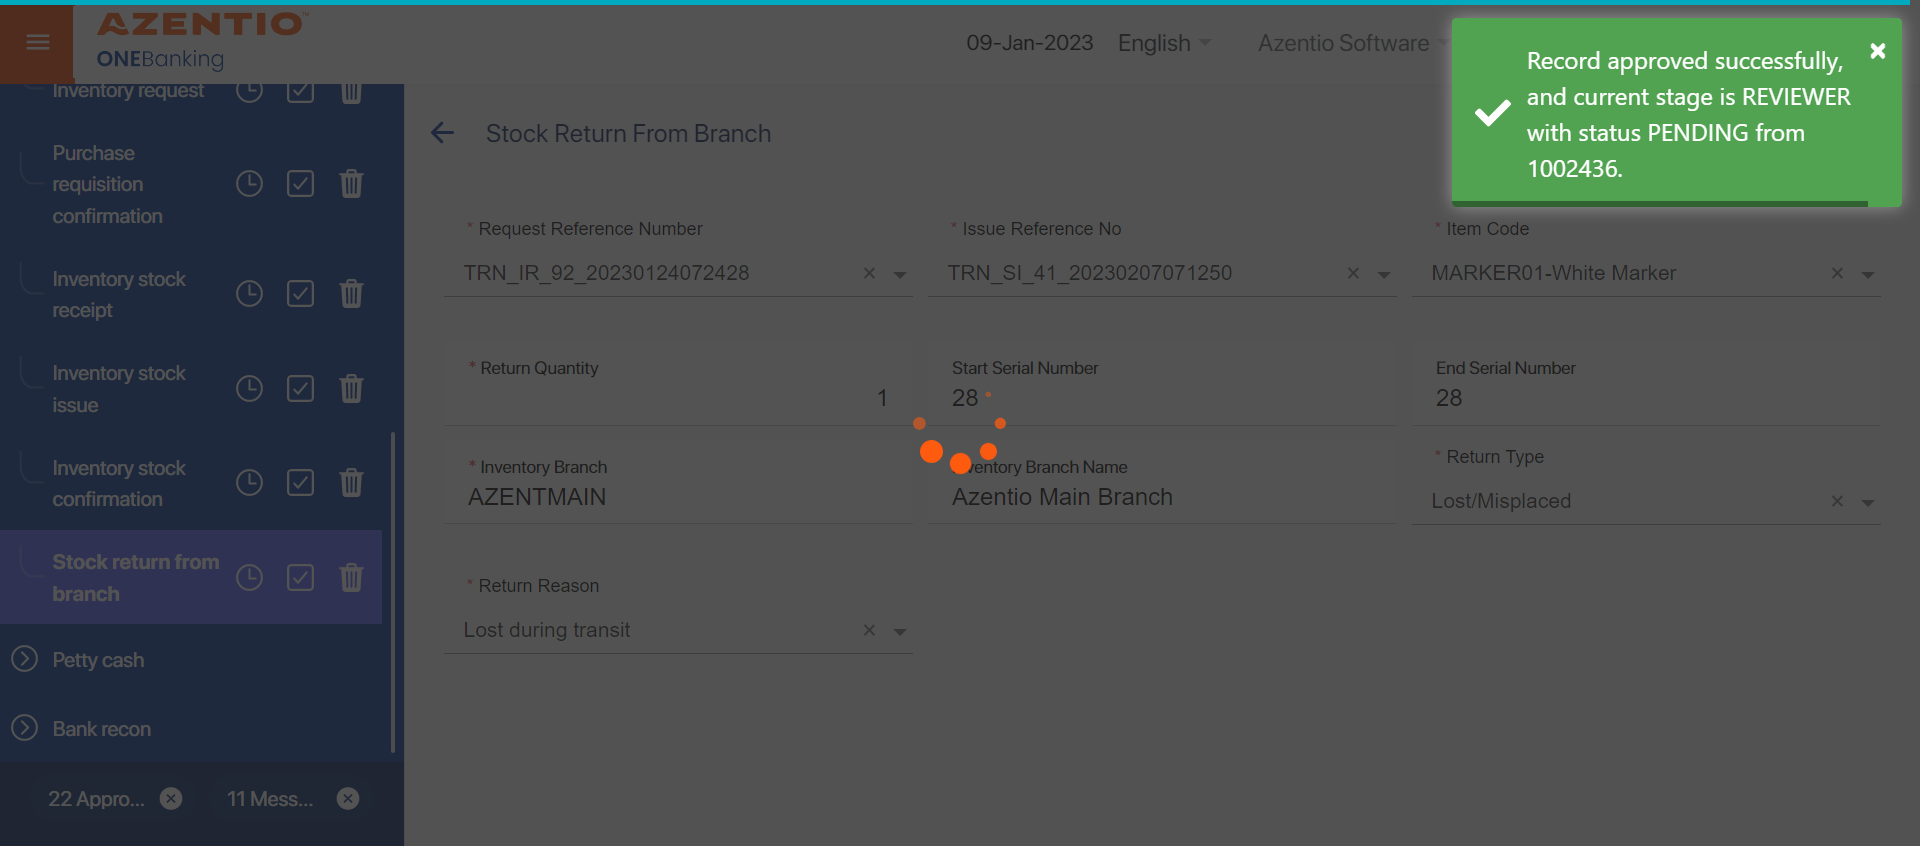 AZENTIO™
ONEBanking
09-Jan-2023
English
Azentio Software
Record approved successfully,
and current stage is REVIEWER
with status PENDING from
1002436.
Inventory request
Purchase
requisition
confirmation
Inventory stock
receipt
Inventory stock
issue
Inventory stock
confirmation
Stock return from
branch
Petty cash
Bank recon
22 Appro...
11 Mess...
Stock Return From Branch
* Request Reference Number
TRN_IR_92_20230124072428
* Issue Reference No
TRN_SI_41_20230207071250
* Item Code
MARKER01-White Marker
* Return Quantity
1
Start Serial Number
28
End Serial Number
28
* Inventory Branch
AZENTMAIN
Inventory Branch Name
Azentio Main Branch
* Return Type
Lost/Misplaced
* Return Reason
Lost during transit